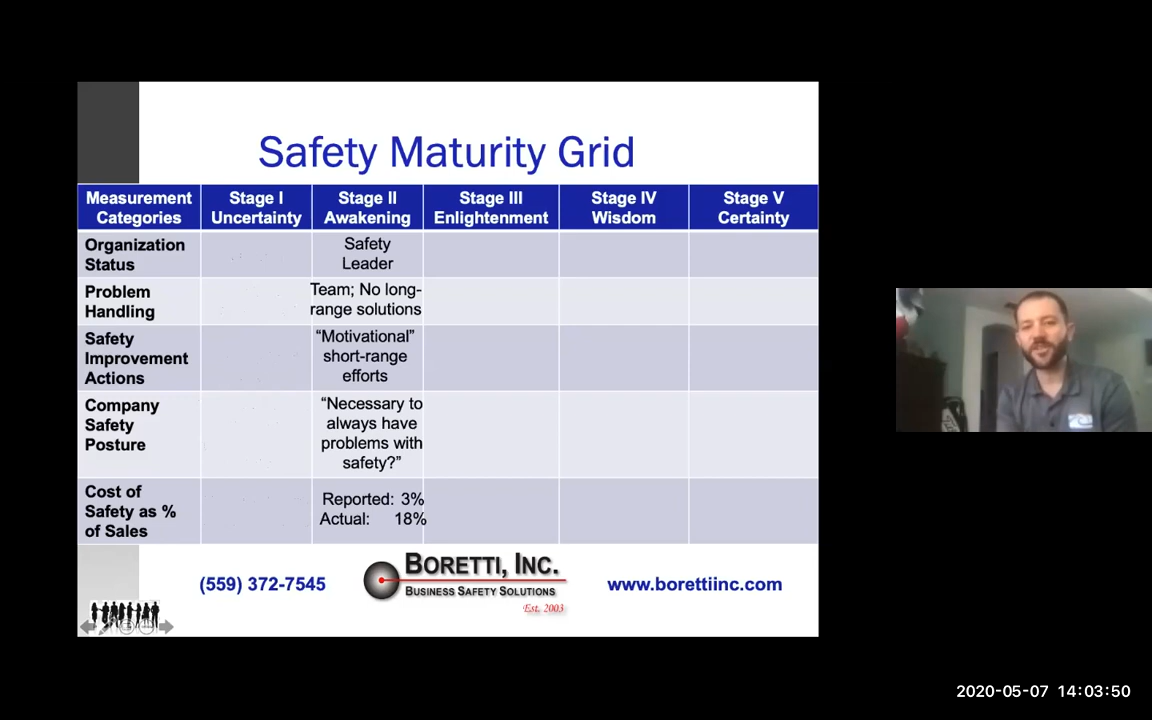 Safety Maturity Grid
Measurement
Categories
Stage I
Uncertainty
Stage II
Awakening
Stage III
Enlightenment
Stage IV
Wisdom
Stage V
Certainty
Organization
Status
Safety
Leader
Problem
Handling
Team; No long-
range solutions
Safety
Improvement
Actions
“Motivational”
short-range
efforts
Company
Safety
Posture
“Necessary to
always have
problems with
safety?”
Cost of
Safety as %
of Sales
Reported: 3%
Actual: 18%
(559) 372-7545
BORETTI, INC.
BUSINESS SAFETY SOLUTIONS
Est. 2003
www.borettiinc.com
2020-05-07 14:03:50